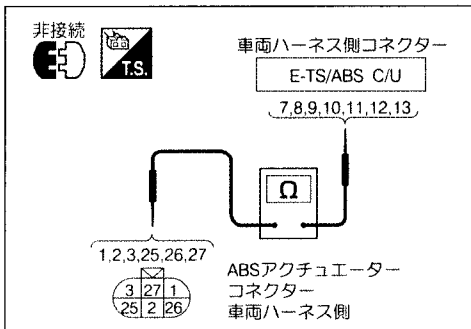 非接続
T.S.
車両ハーネス側コネクター
E-TS/ABS C/U
7,8,9,10,11,12,13
Ω
1,2,3,25,26,27
3 27 1
25 2 26
ABSアクチュエーター
コネクター
車両ハーネス側